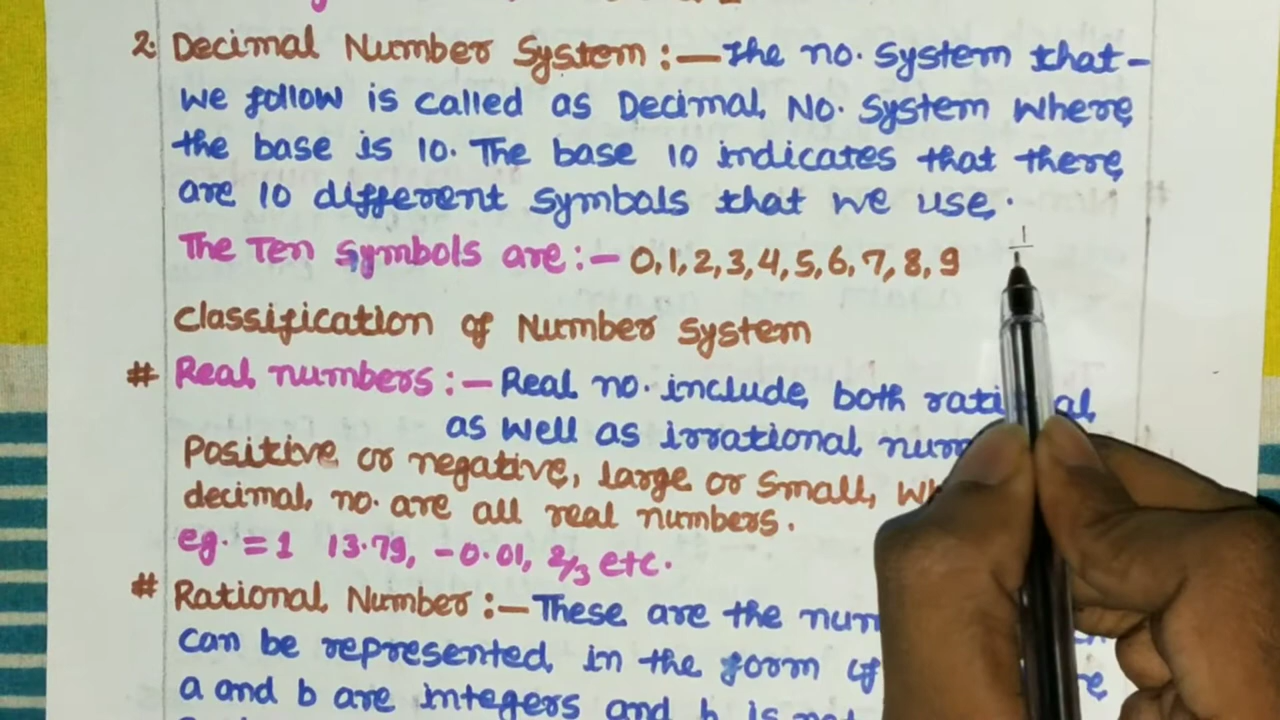 2. Decimal Number System :- The no. system that-
we follow is called as Decimal No. System where
the base is 10. The base 10 indicates that there
are 10 different symbols that we use.
The Ten symbols are :- 0,1,2,3,4,5,6,7,8,9
1
classification of Number System
# Real numbers :- Real no. include both
as well as irrational
Positive or negative, large or small,
decimal no. are all real numbers.
eg. = 1 13.79, -0.01, 2/3 etc.
# Rational Number :- These are the
can be represented in the form of
a and b are integers and b is